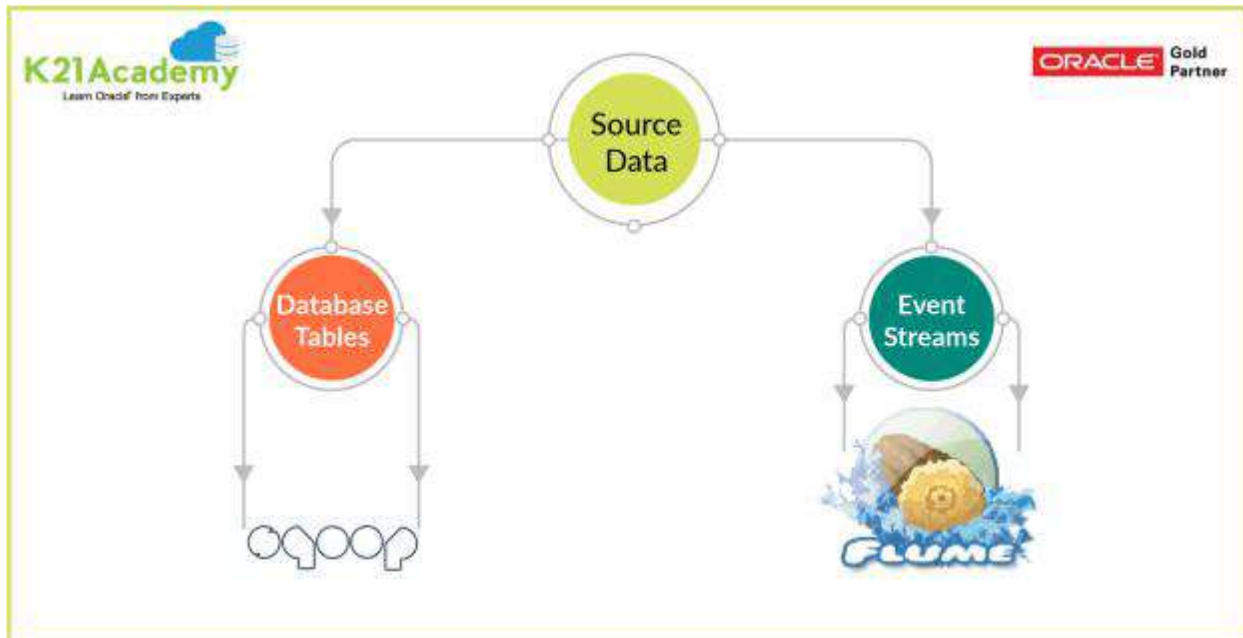 K21Academy
Learn Oracle from Experts
ORACLE Gold
Partner
Source
Data
Database
Tables
Event
Streams
sqoop
FLUME